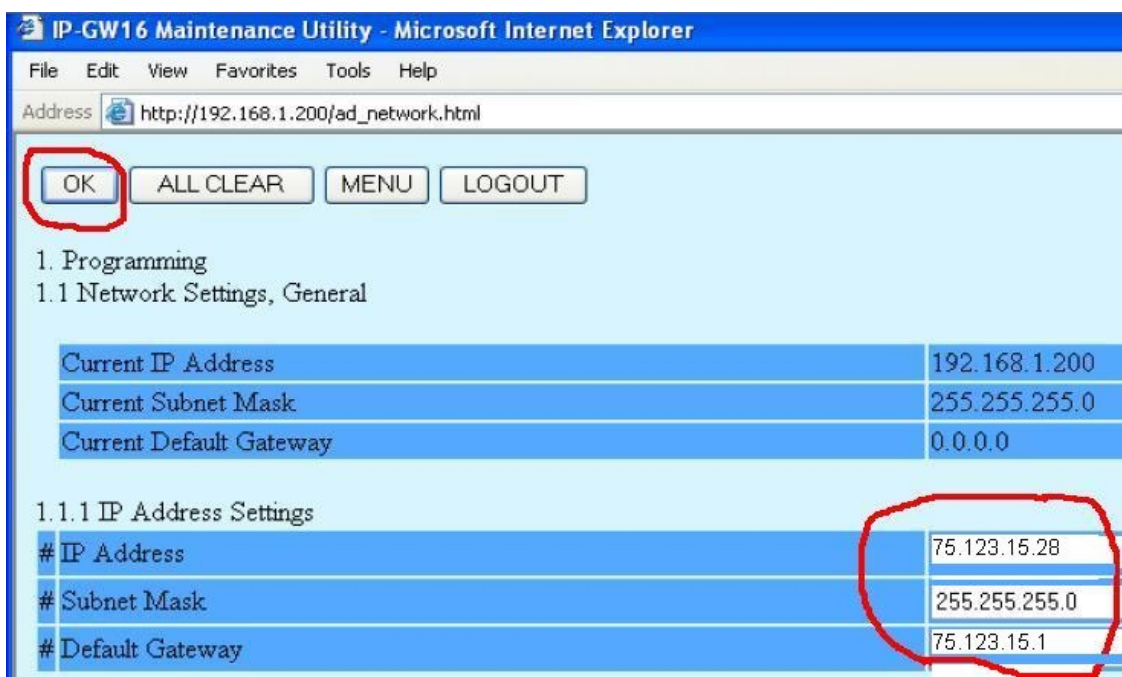 IP-GW16 Maintenance Utility - Microsoft Internet Explorer
File Edit View Favorites Tools Help
Address http://192.168.1.200/ad_network.html
OK ALL CLEAR MENU LOGOUT
1. Programming
1.1 Network Settings, General
Current IP Address 192.168.1.200
Current Subnet Mask 255.255.255.0
Current Default Gateway 0.0.0.0
1.1.1 IP Address Settings
# IP Address 75.123.15.28
# Subnet Mask 255.255.255.0
# Default Gateway 75.123.15.1